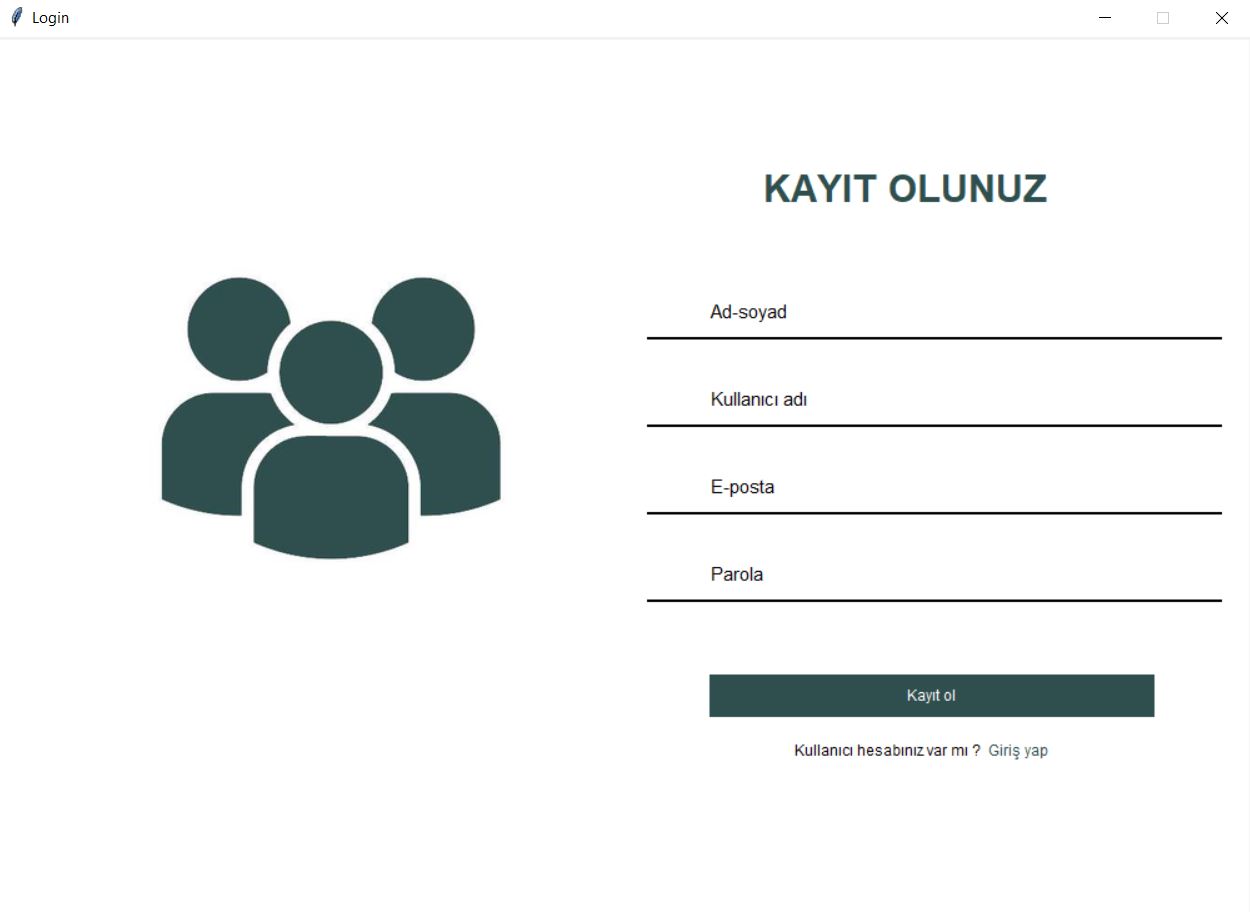 Login
KAYIT OLUNUZ
Ad-soyad
Kullanıcı adı
E-posta
Parola
Kayıt ol
Kullanıcı hesabınız var mı ? Giriş yap